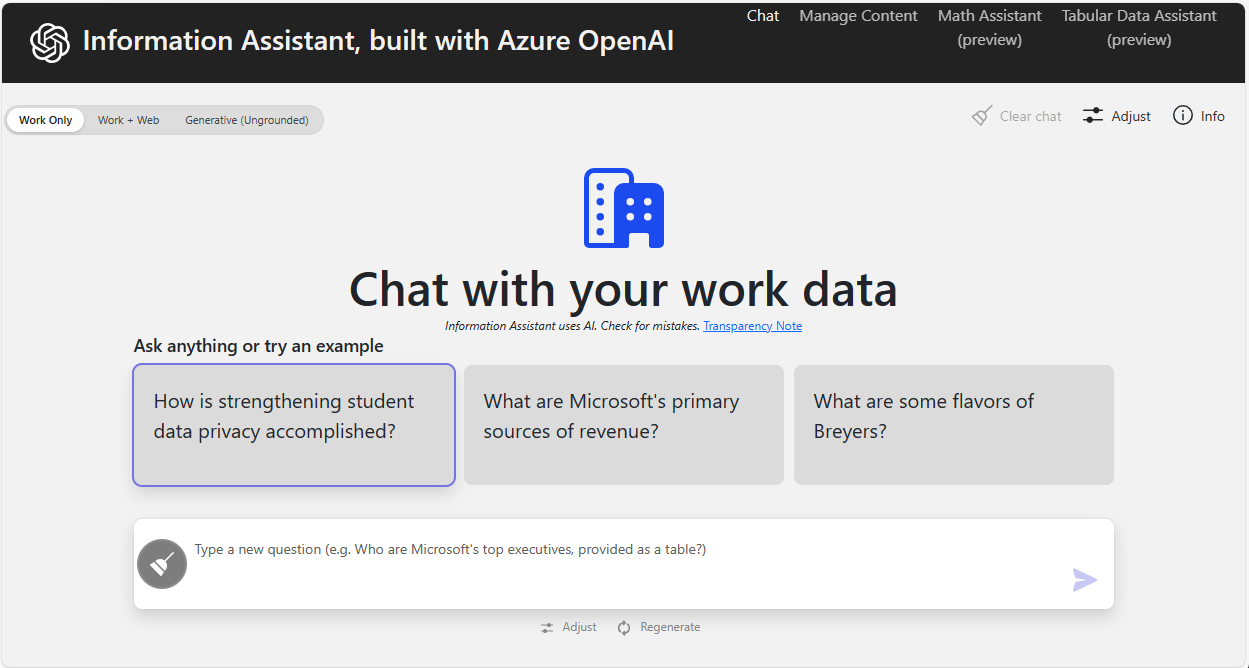 Information Assistant, built with Azure OpenAI
Chat
Manage Content
Math Assistant
(preview)
Tabular Data Assistant
(preview)
Work Only
Work + Web
Generative (Ungrounded)
Clear chat
Adjust
Info
Chat with your work data
Information Assistant uses AI. Check for mistakes. Transparency Note
Ask anything or try an example
How is strengthening student
data privacy accomplished?
What are Microsoft's primary
sources of revenue?
What are some flavors of
Breyers?
Type a new question (e.g. Who are Microsoft's top executives, provided as a table?)
Adjust
Regenerate